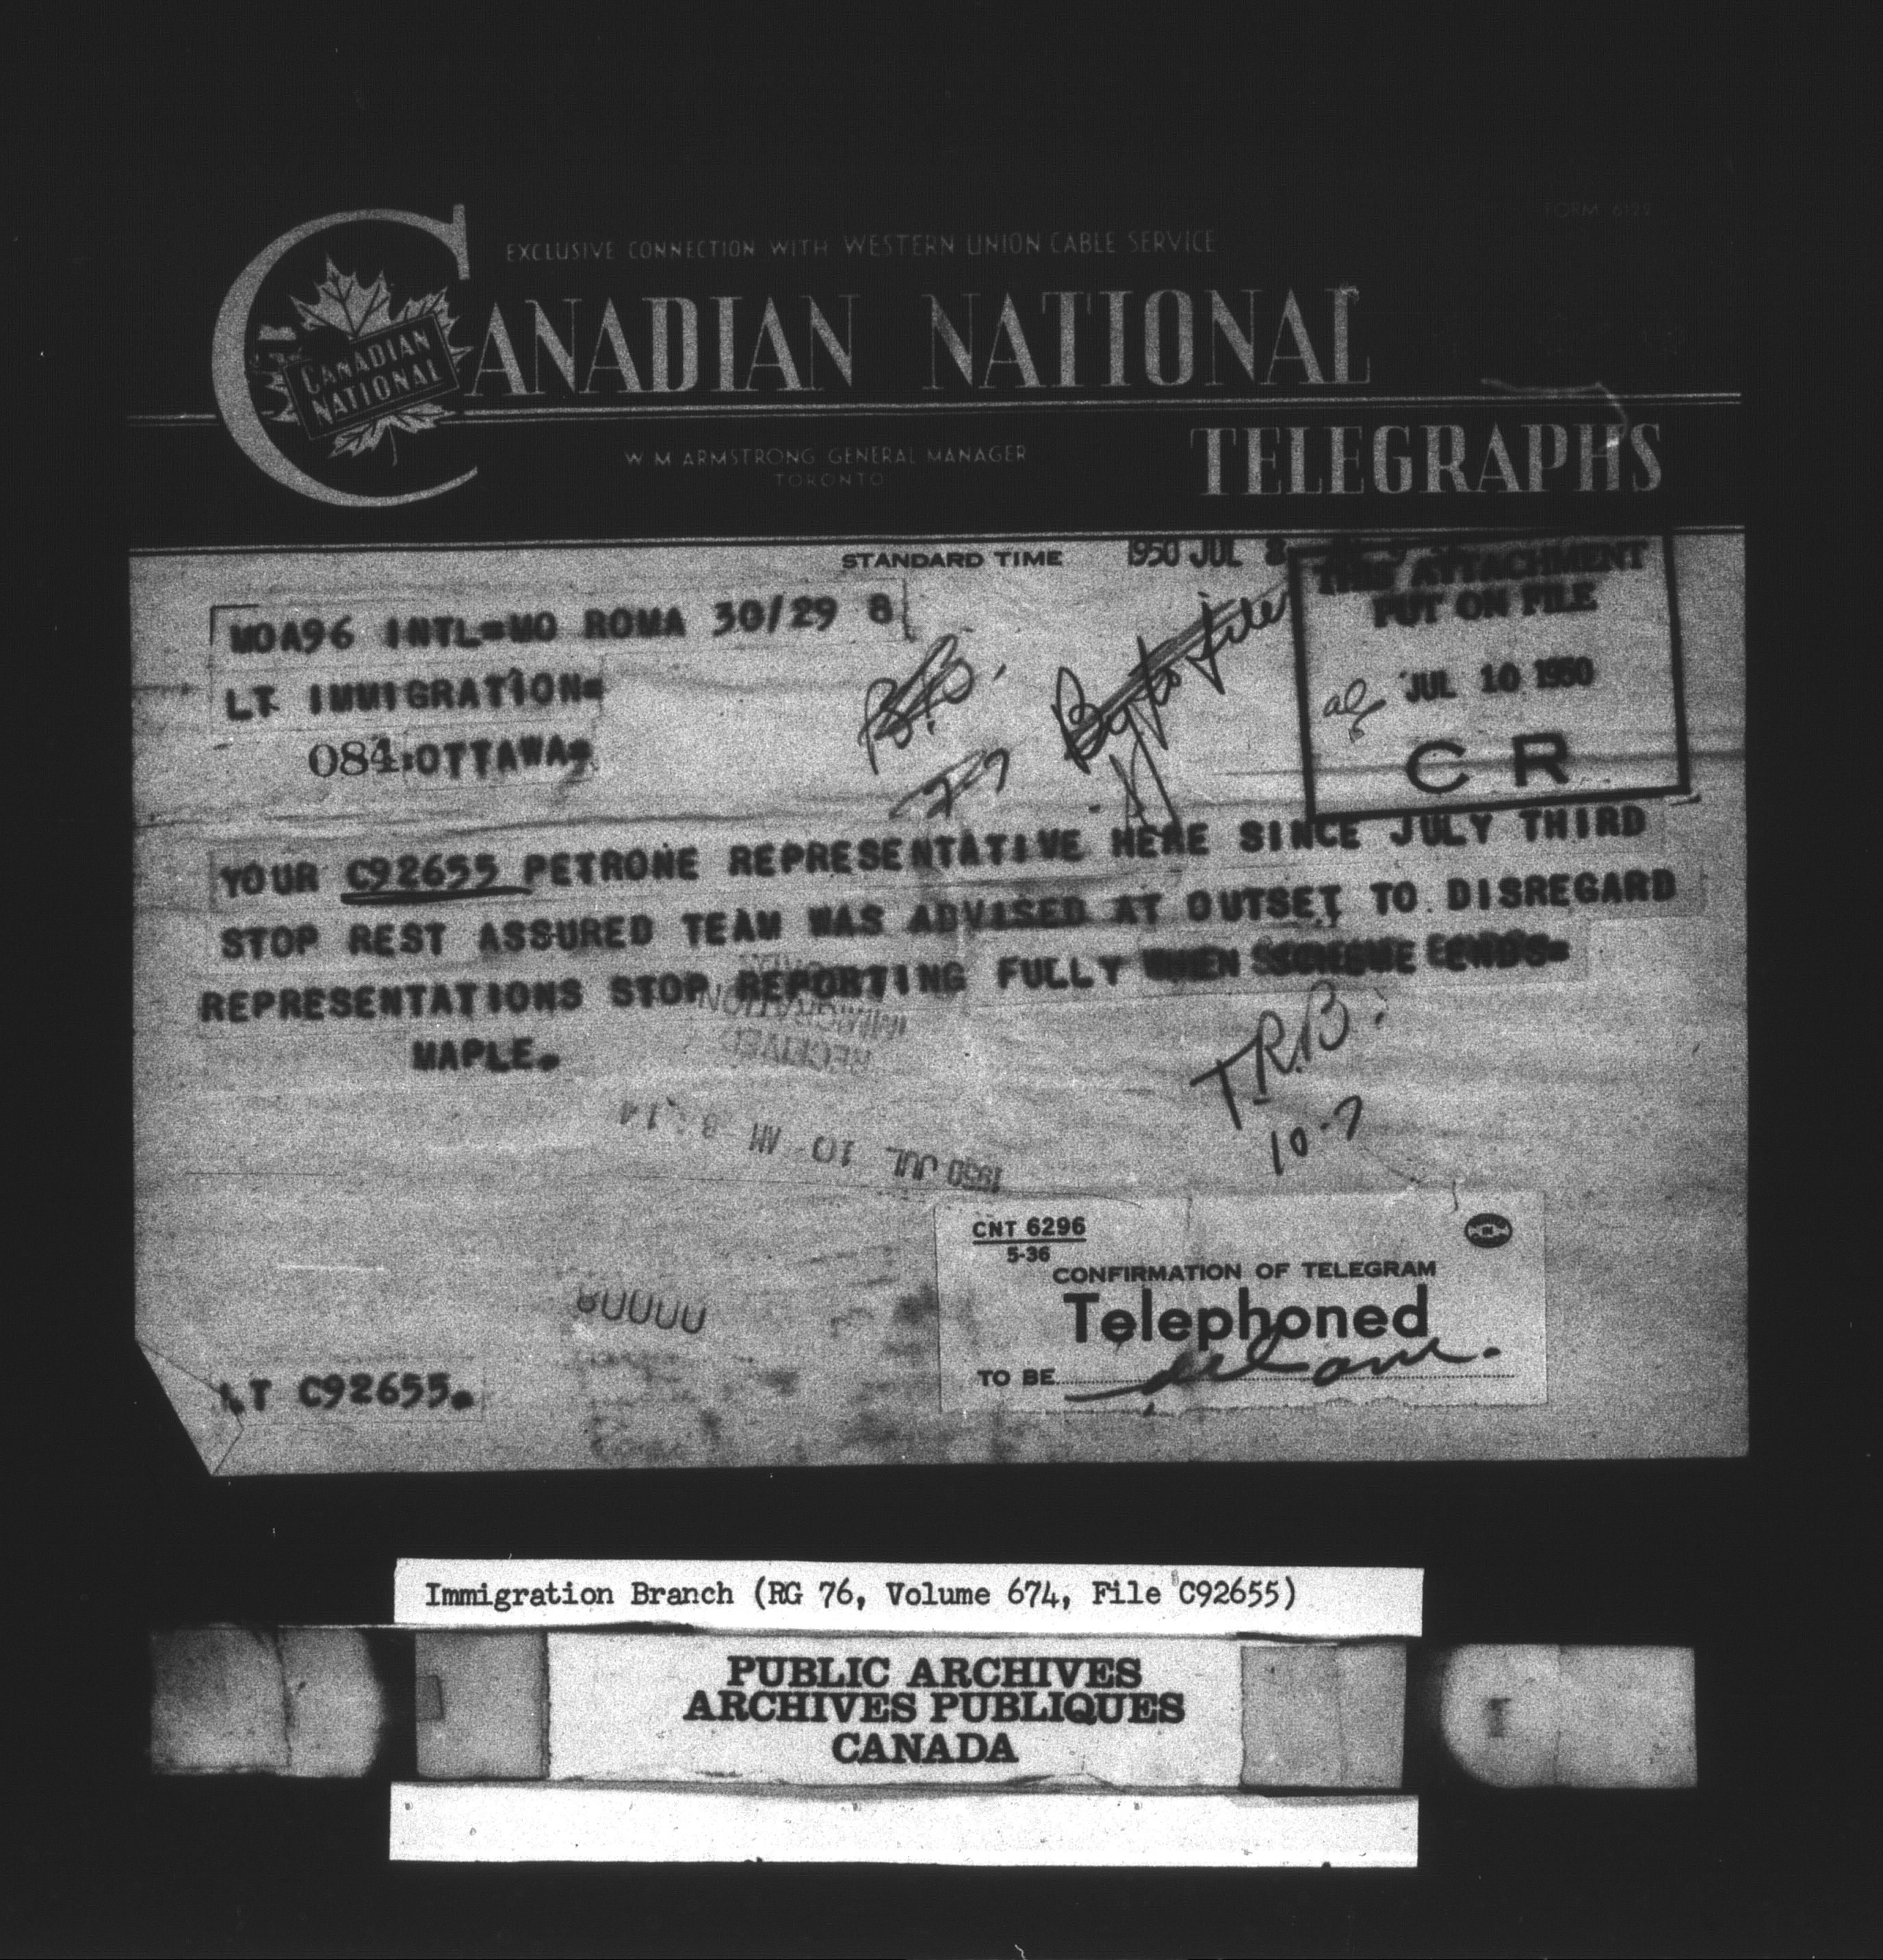 FORM 6122
EXCLUSIVE CONNECTION WITH WESTERN UNION CABLE SERVICE
CANADIAN NATIONAL
CANADIAN
NATIONAL
W. M. ARMSTRONG, GENERAL MANAGER
TORONTO
TELEGRAPHS
STANDARD TIME 1950 JUL 8
MOA96 INTL=MO ROMA 30/29 8
LT IMMIGRATION=
084:OTTAWA=
to file
THIS ATTACHMENT
PUT ON FILE
JUL 10 1950
C R
YOUR C92655 PETRONE REPRESENTATIVE HERE SINCE JULY THIRD
STOP REST ASSURED TEAM WAS ADVISED AT OUTSET TO DISREGARD
REPRESENTATIONS STOP REPORTING FULLY WHEN SCHEME ENDS=
MAPLE.
IMMIGRATION
RECEIVED
1950 JUL 10 AM 8:14
T.R.B.
10-7
CNT 6296
5-36
CONFIRMATION OF TELEGRAM
Telephoned
TO BE
LT C92655.
Immigration Branch (RG 76, Volume 674, File C92655)
PUBLIC ARCHIVES
ARCHIVES PUBLIQUES
CANADA